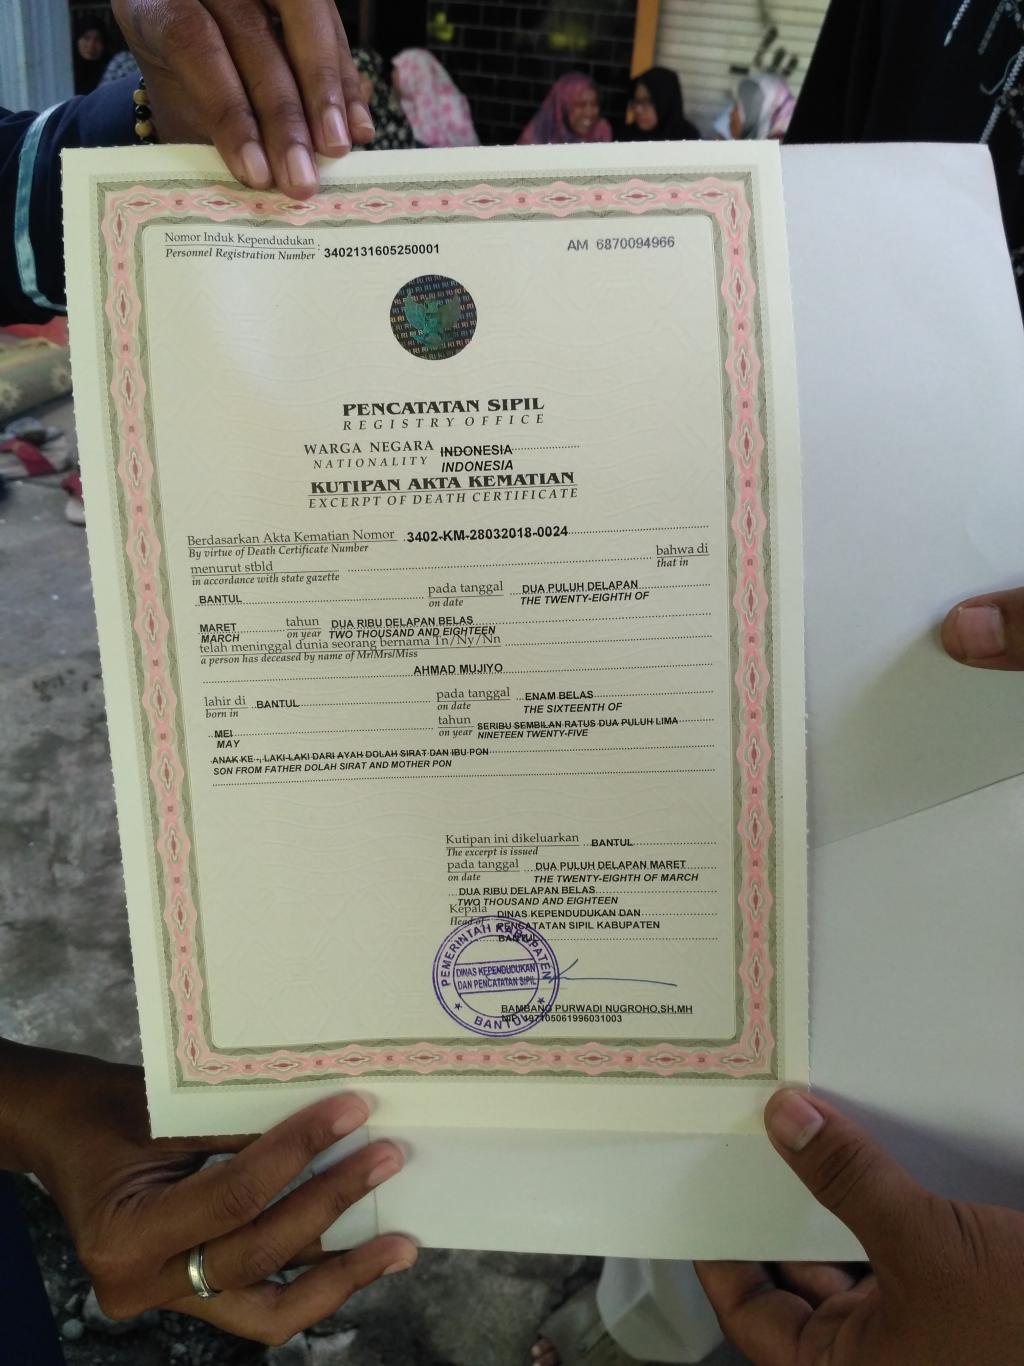 Nomor Induk Kependudukan : 3402131605250001
Personnel Registration Number
AM 6870094966
PENCATATAN SIPIL
REGISTRY OFFICE
WARGA NEGARA INDONESIA
NATIONALITY INDONESIA
KUTIPAN AKTA KEMATIAN
EXCERPT OF DEATH CERTIFICATE
Berdasarkan Akta Kematian Nomor 3402-KM-28032018-0024
By virtue of Death Certificate Number
menurut stbld bahwa di
in accordance with state gazette that in
BANTUL pada tanggal DUA PULUH DELAPAN
on date THE TWENTY-EIGHTH OF
MARET tahun DUA RIBU DELAPAN BELAS
MARCH on year TWO THOUSAND AND EIGHTEEN
telah meninggal dunia seorang bernama Tn/Ny/Nn
a person has deceased by name of Mr/Mrs/Miss
AHMAD MUJIYO
lahir di BANTUL pada tanggal ENAM BELAS
born in on date THE SIXTEENTH OF
MEI tahun SERIBU SEMBILAN RATUS DUA PULUH LIMA
MAY on year NINETEEN TWENTY-FIVE
ANAK KE -, LAKI-LAKI DARI AYAH DOLAH SIRAT DAN IBU PON
SON FROM FATHER DOLAH SIRAT AND MOTHER PON
Kutipan ini dikeluarkan BANTUL
The excerpt is issued
pada tanggal DUA PULUH DELAPAN MARET
on date THE TWENTY-EIGHTH OF MARCH
DUA RIBU DELAPAN BELAS
TWO THOUSAND AND EIGHTEEN
Kepala DINAS KEPENDUDUKAN DAN
Head of PENCATATAN SIPIL KABUPATEN
BANTUL
PEMERINTAH KABUPATEN
DINAS KEPENDUDUKAN
DAN PENCATATAN SIPIL
BANTUL
BAMBANG PURWADI NUGROHO,SH,MH
NIP. 197105061996031003